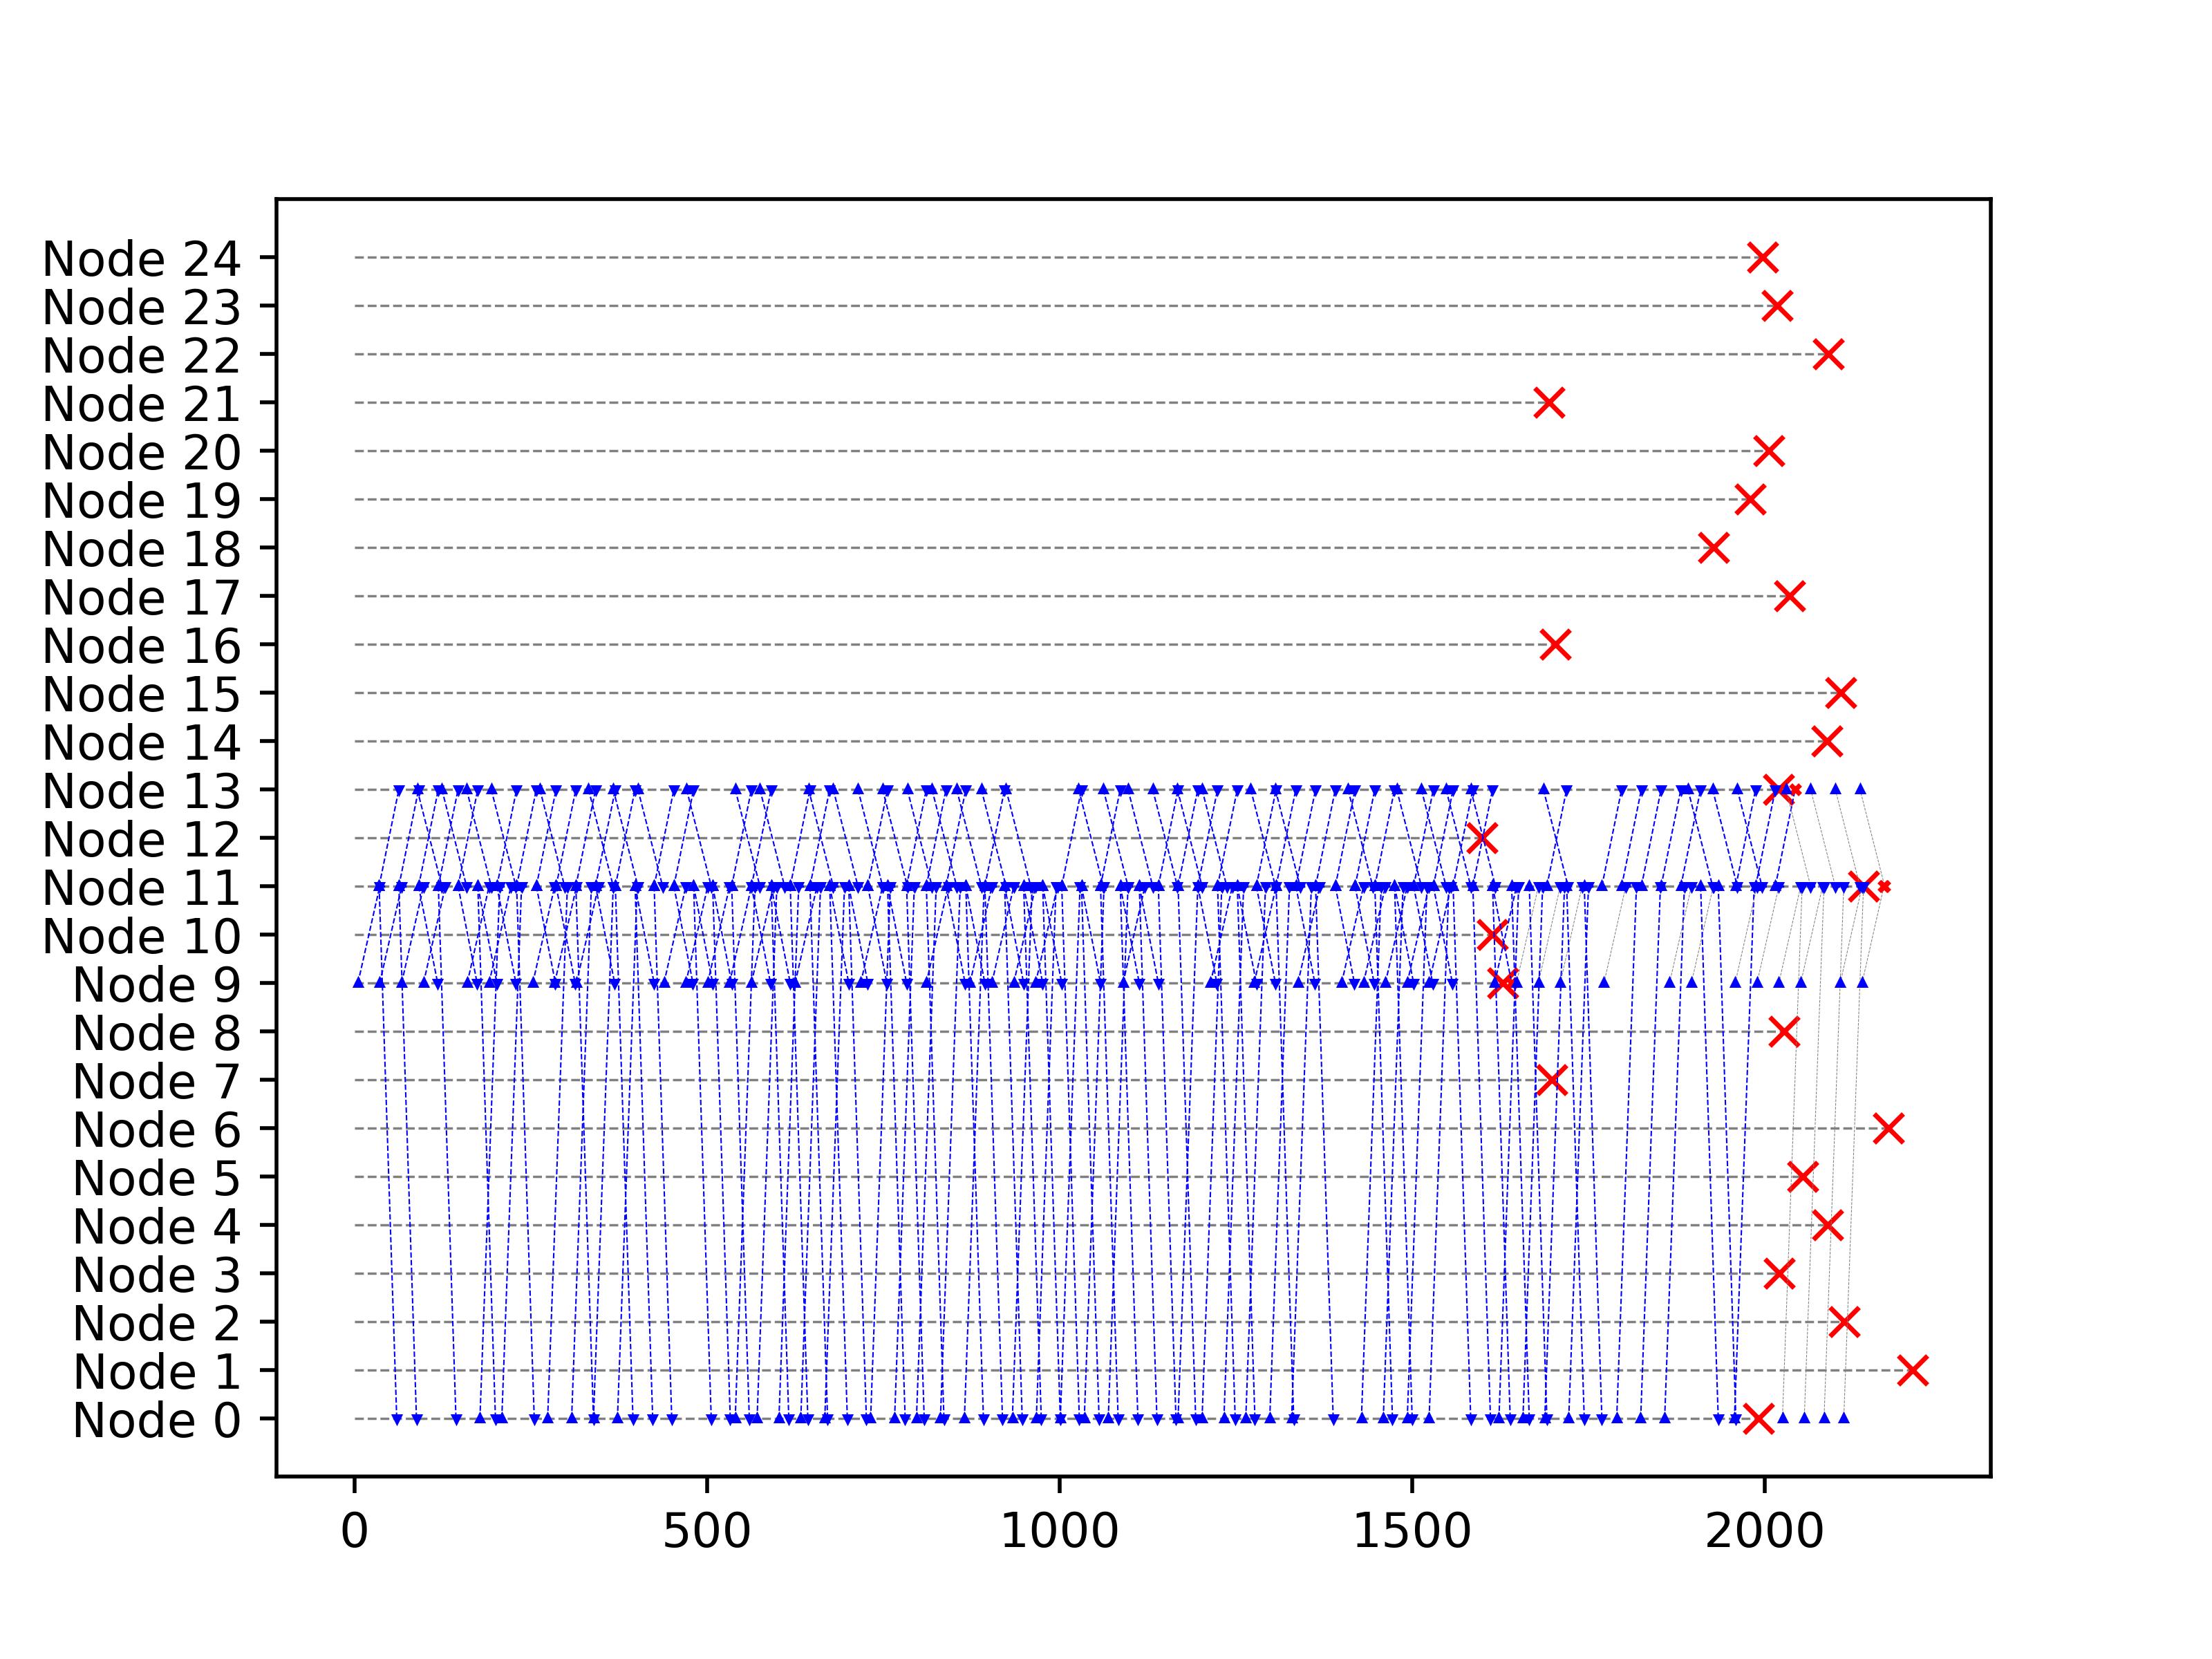 Node 24
Node 23
Node 22
Node 21
Node 20
Node 19
Node 18
Node 17
Node 16
Node 15
Node 14
Node 13
Node 12
Node 11
Node 10
Node 9
Node 8
Node 7
Node 6
Node 5
Node 4
Node 3
Node 2
Node 1
Node 0
0 500 1000 1500 2000